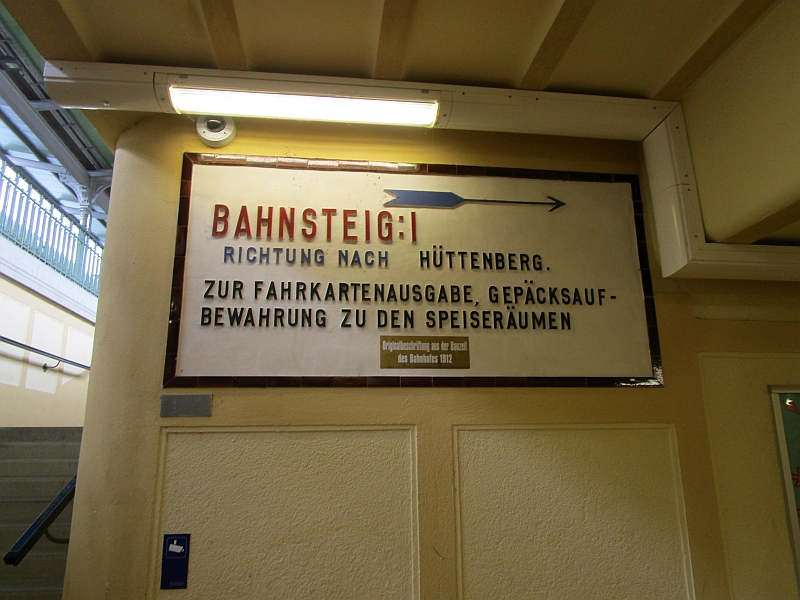 BAHNSTEIG:I
RICHTUNG NACH HÜTTENBERG.
ZUR FAHRKARTENAUSGABE, GEPÄCKSAUF-
BEWAHRUNG ZU DEN SPEISERÄUMEN
Originalbeschriftung aus der Bauzeit
des Bahnhofes 1912